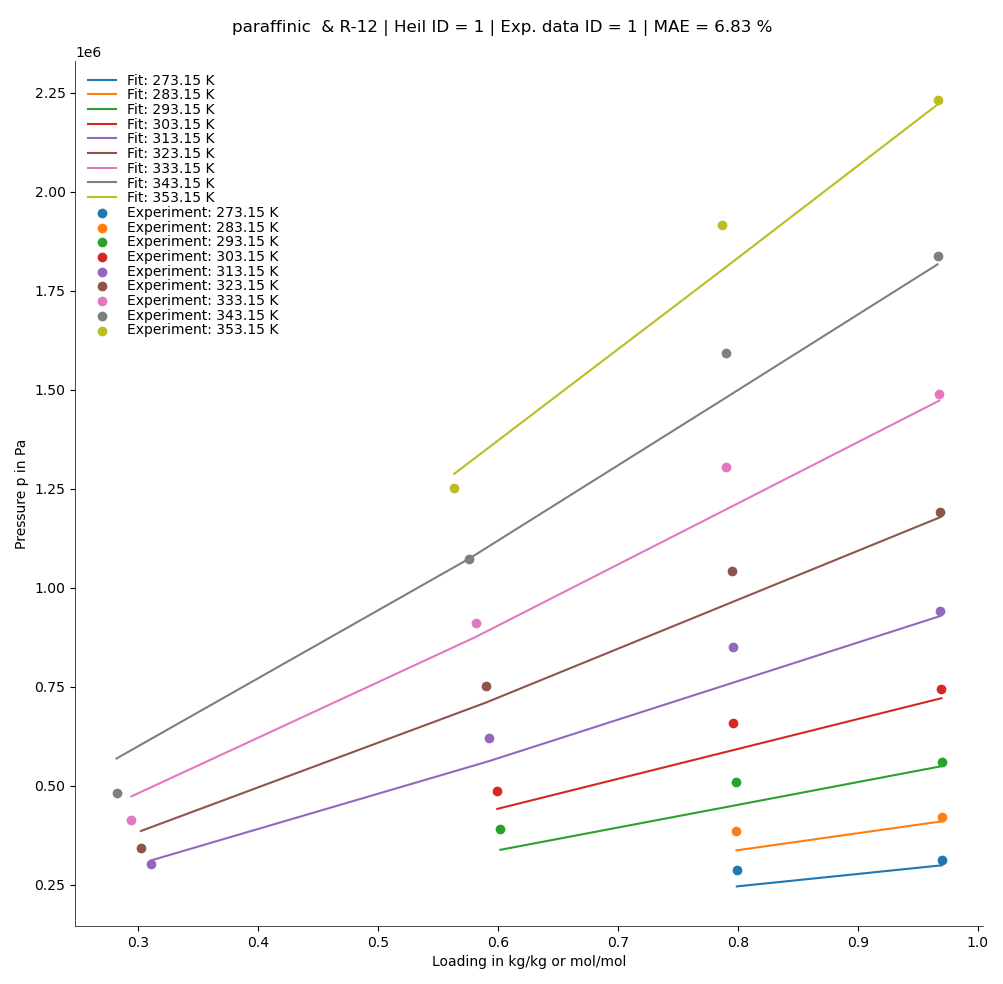 paraffinic  & R-12 | Heil ID = 1 | Exp. data ID = 1 | MAE = 6.83 %
1e6
Fit: 273.15 K
Fit: 283.15 K
Fit: 293.15 K
Fit: 303.15 K
Fit: 313.15 K
Fit: 323.15 K
Fit: 333.15 K
Fit: 343.15 K
Fit: 353.15 K
Experiment: 273.15 K
Experiment: 283.15 K
Experiment: 293.15 K
Experiment: 303.15 K
Experiment: 313.15 K
Experiment: 323.15 K
Experiment: 333.15 K
Experiment: 343.15 K
Experiment: 353.15 K
2.25
2.00
1.75
1.50
1.25
1.00
0.75
0.50
0.25
Pressure p in Pa
0.3 0.4 0.5 0.6 0.7 0.8 0.9 1.0
Loading in kg/kg or mol/mol